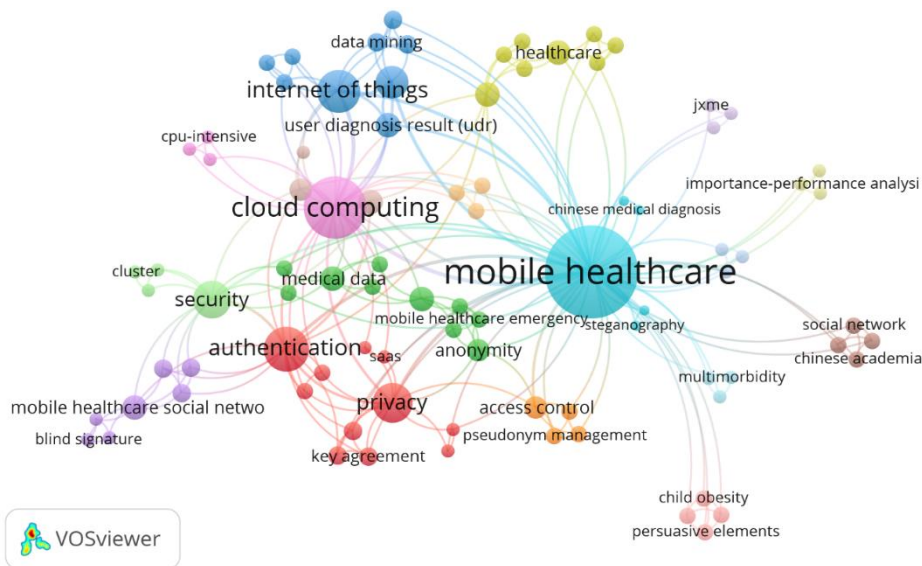 data mining
healthcare
internet of things
jxme
user diagnosis result (udr)
cpu-intensive
importance-performance analysi
cloud computing
chinese medical diagnosis
cluster
medical data
mobile healthcare
security
mobile healthcare emergency
steganography
social network
authentication
saas
anonymity
chinese academia
multimorbidity
mobile healthcare social netwo
privacy
access control
blind signature
pseudonym management
key agreement
child obesity
persuasive elements
VOSviewer